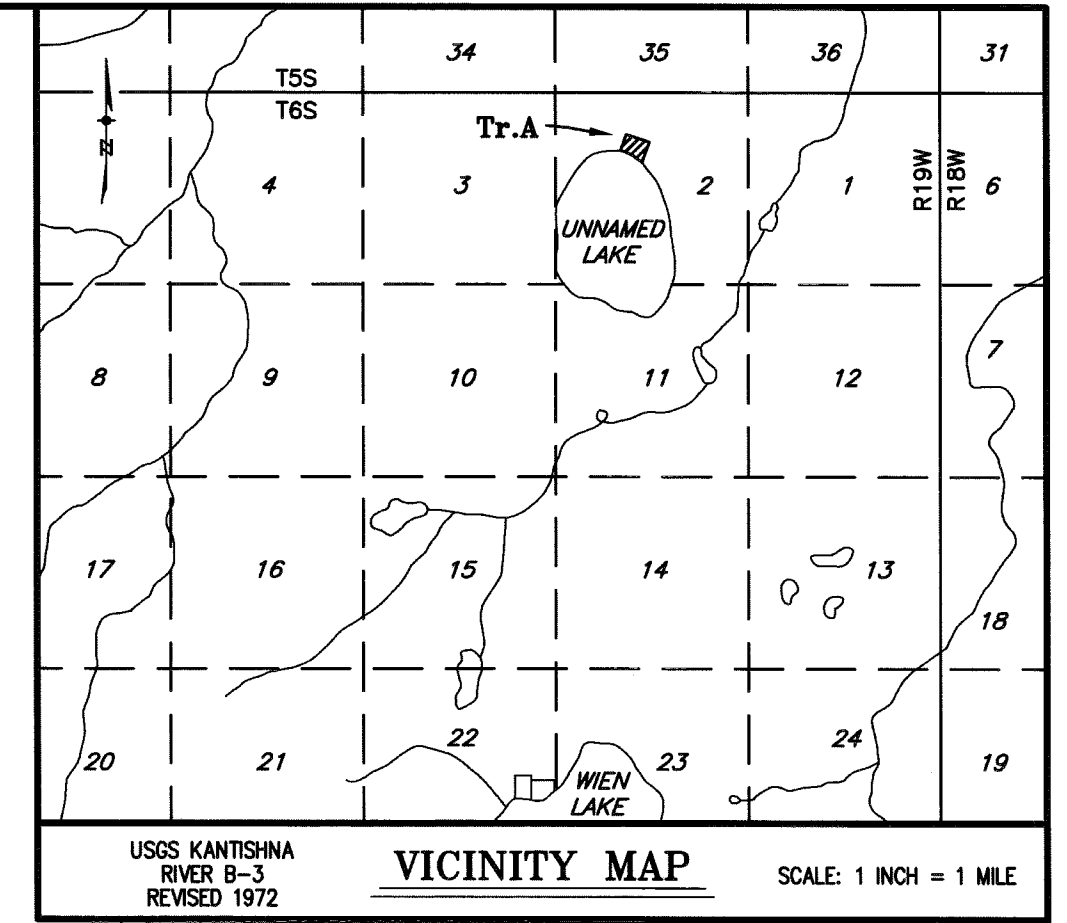 34 35 36 31
T5S
T6S
Tr.A
4 3 2 1 6
R19W
R18W
UNNAMED
LAKE
8 9 10 11 12 7
17 16 15 14 13
18
20 21 22 23 24 19
WIEN
LAKE
N
USGS KANTISHNA
RIVER B-3
REVISED 1972
VICINITY MAP
SCALE: 1 INCH = 1 MILE